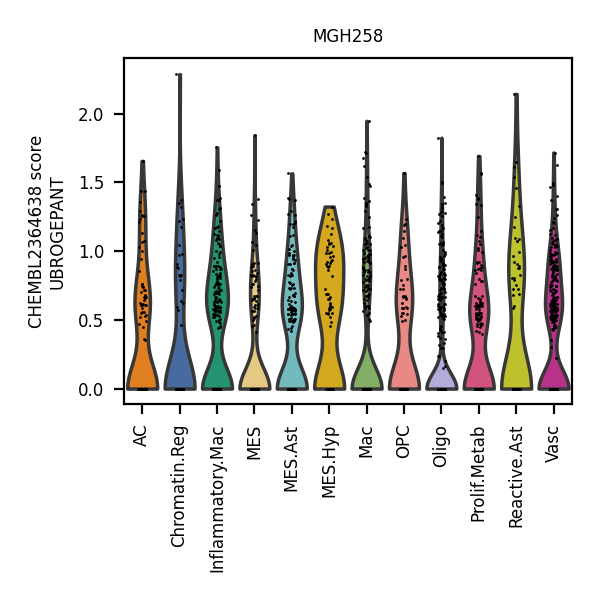 MGH258
CHEMBL2364638 score
UBROGEPANT
2.0
1.5
1.0
0.5
0.0
AC
Chromatin.Reg
Inflammatory.Mac
MES
MES.Ast
MES.Hyp
Mac
OPC
Oligo
Prolif.Metab
Reactive.Ast
Vasc